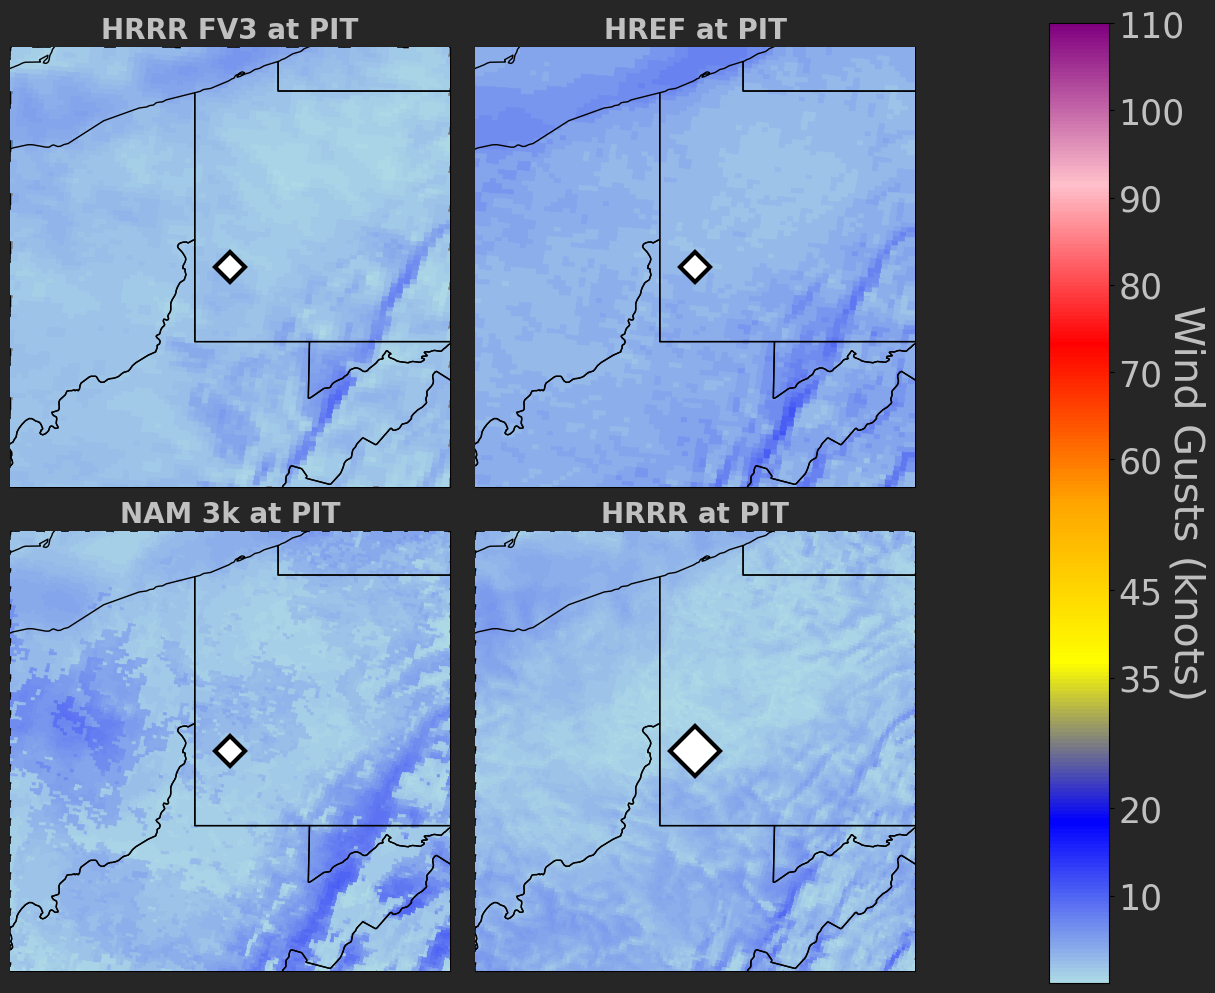 HRRR FV3 at PIT
HREF at PIT
NAM 3k at PIT
HRRR at PIT
110
100
90
80
70
60
45
35
20
10
Wind Gusts (knots)